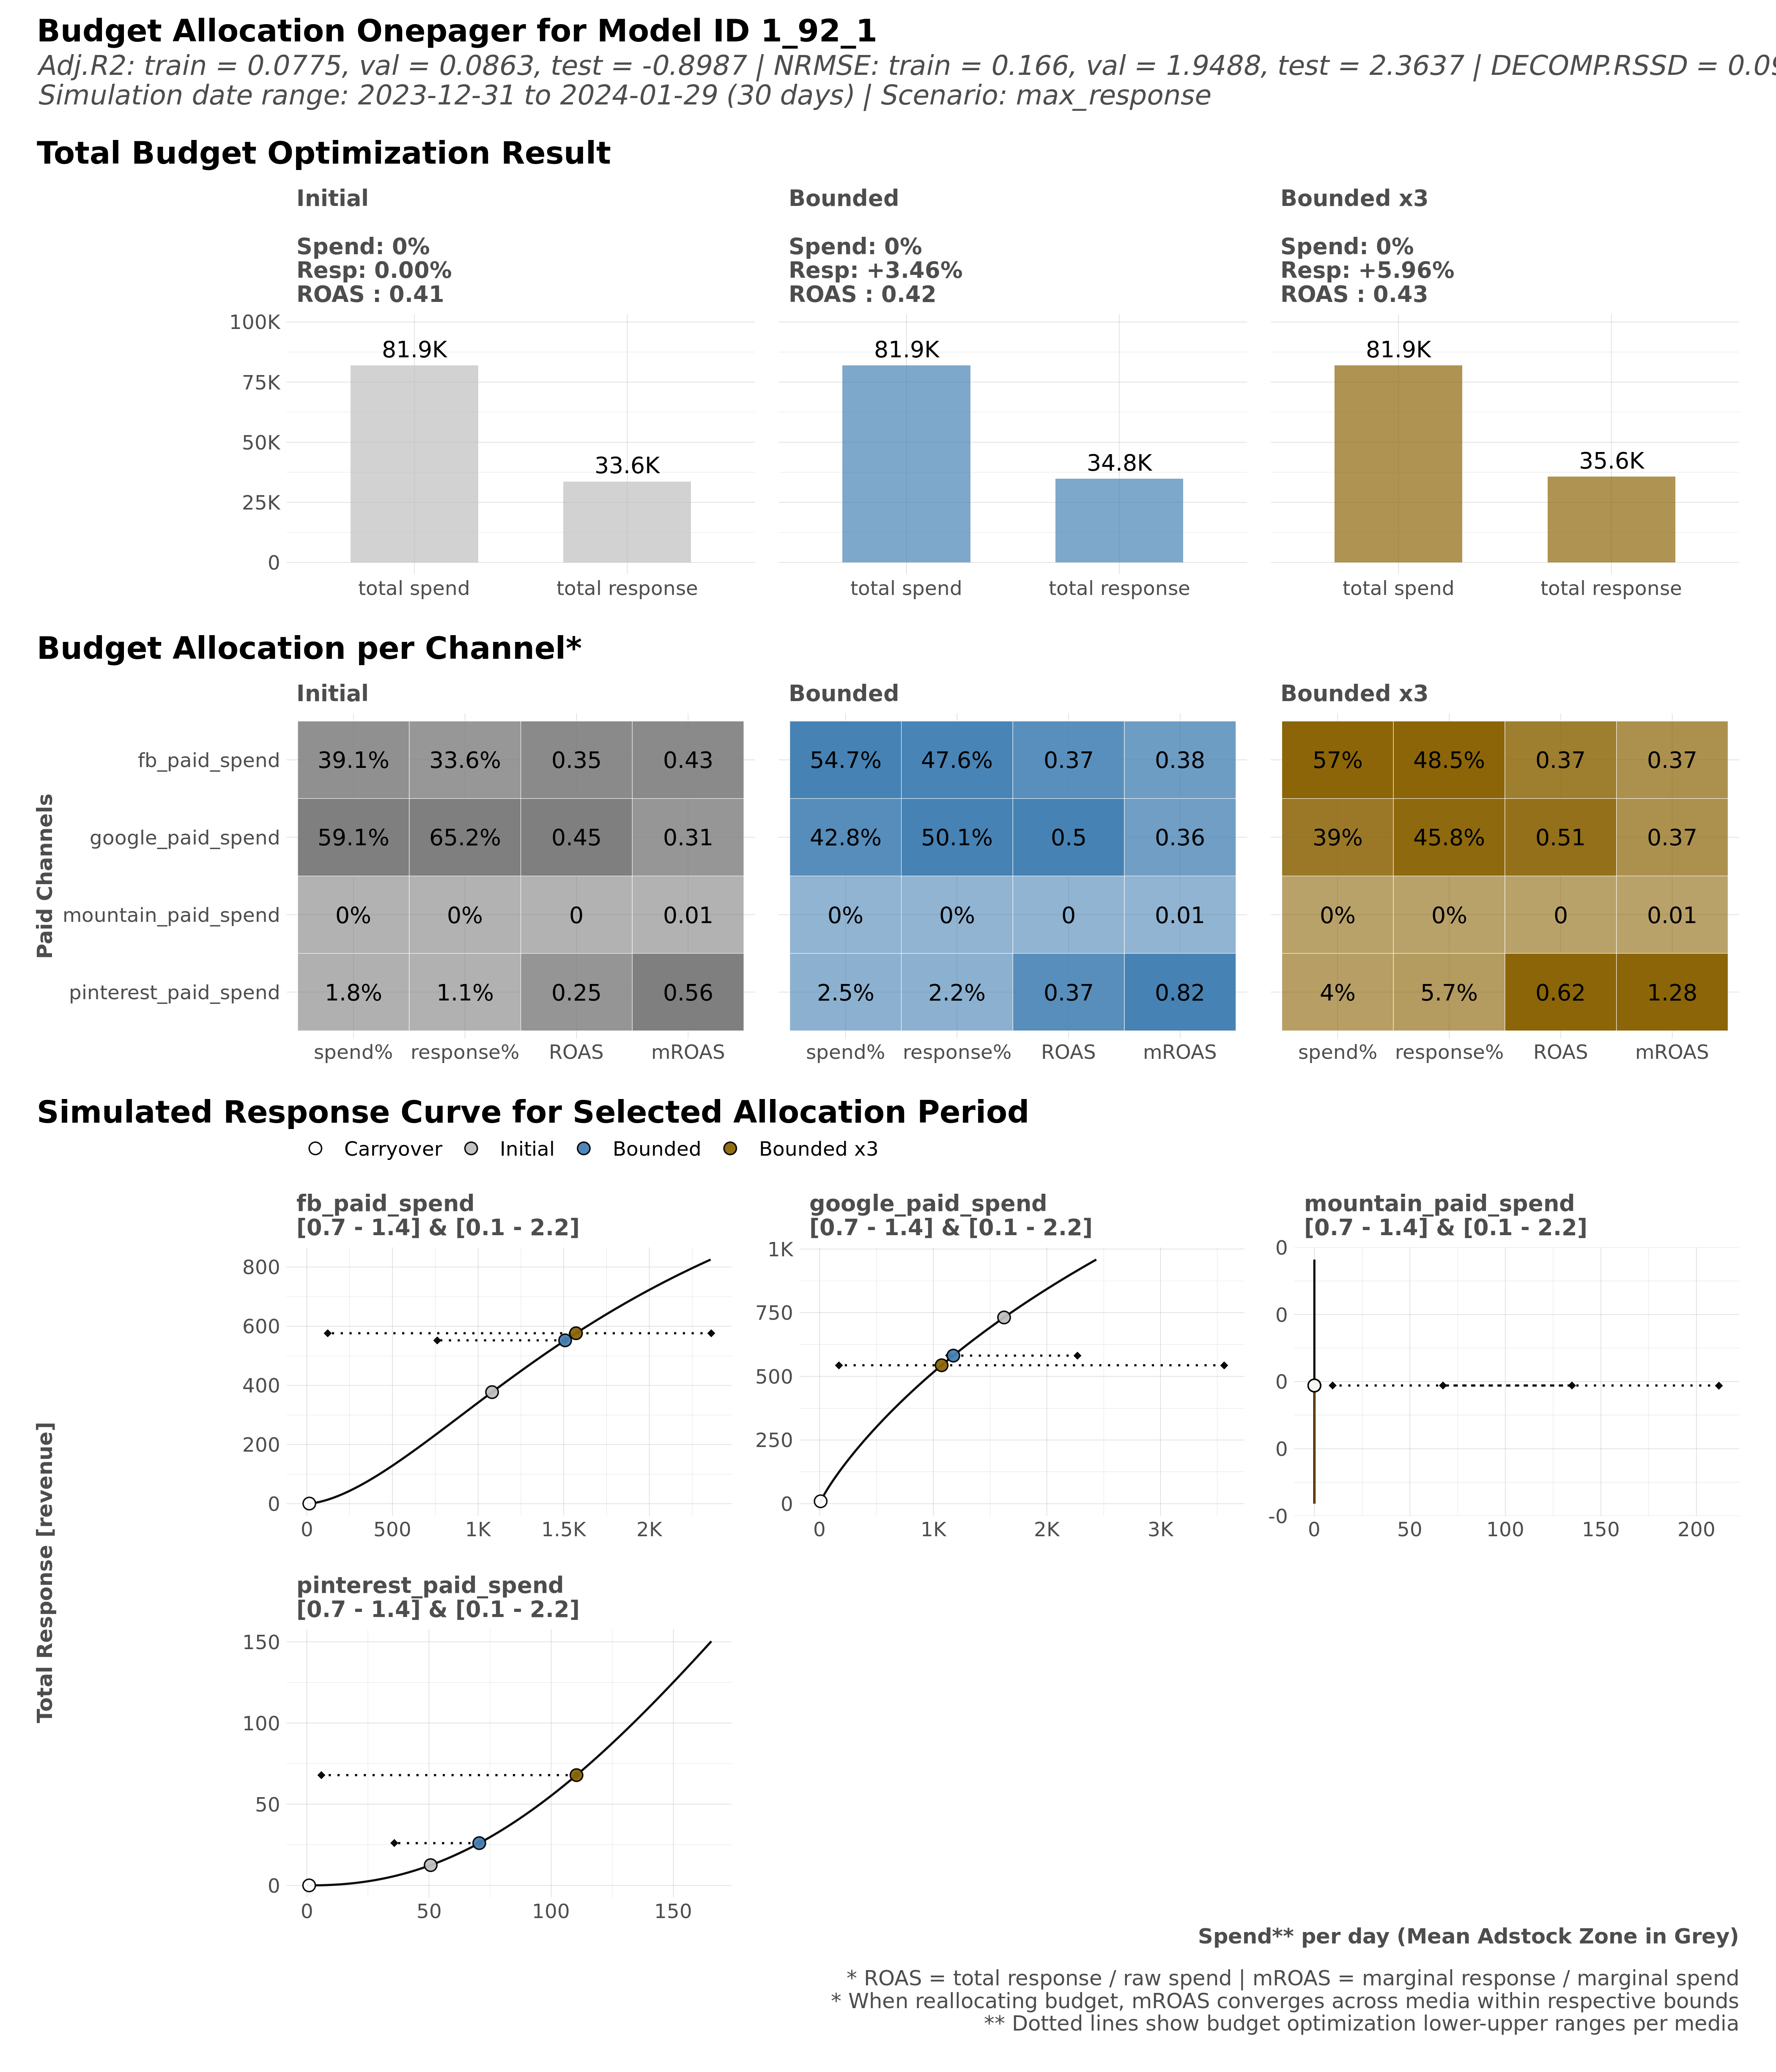 Budget Allocation Onepager for Model ID 1_92_1
Adj.R2: train = 0.0775, val = 0.0863, test = -0.8987 | NRMSE: train = 0.166, val = 1.9488, test = 2.3637 | DECOMP.RSSD = 0.09
Simulation date range: 2023-12-31 to 2024-01-29 (30 days) | Scenario: max_response
Total Budget Optimization Result
Initial
Spend: 0%
Resp: 0.00%
ROAS : 0.41
Bounded
Spend: 0%
Resp: +3.46%
ROAS : 0.42
Bounded x3
Spend: 0%
Resp: +5.96%
ROAS : 0.43
100K
75K
50K
25K
0
81.9K
33.6K
81.9K
34.8K
81.9K
35.6K
total spend
total response
total spend
total response
total spend
total response
Budget Allocation per Channel*
Initial
Bounded
Bounded x3
Paid Channels
fb_paid_spend
39.1% 33.6% 0.35 0.43
54.7% 47.6% 0.37 0.38
57% 48.5% 0.37 0.37
google_paid_spend
59.1% 65.2% 0.45 0.31
42.8% 50.1% 0.5 0.36
39% 45.8% 0.51 0.37
mountain_paid_spend
0% 0% 0 0.01
0% 0% 0 0.01
0% 0% 0 0.01
pinterest_paid_spend
1.8% 1.1% 0.25 0.56
2.5% 2.2% 0.37 0.82
4% 5.7% 0.62 1.28
spend% response% ROAS mROAS
spend% response% ROAS mROAS
spend% response% ROAS mROAS
Simulated Response Curve for Selected Allocation Period
Carryover Initial Bounded Bounded x3
Total Response [revenue]
fb_paid_spend
[0.7 - 1.4] & [0.1 - 2.2]
800
600
400
200
0
0 500 1K 1.5K 2K
google_paid_spend
[0.7 - 1.4] & [0.1 - 2.2]
1K
750
500
250
0
0 1K 2K 3K
mountain_paid_spend
[0.7 - 1.4] & [0.1 - 2.2]
0
0
0
0
-0
0 50 100 150 200
pinterest_paid_spend
[0.7 - 1.4] & [0.1 - 2.2]
150
100
50
0
0 50 100 150
Spend** per day (Mean Adstock Zone in Grey)
* ROAS = total response / raw spend | mROAS = marginal response / marginal spend
* When reallocating budget, mROAS converges across media within respective bounds
** Dotted lines show budget optimization lower-upper ranges per media